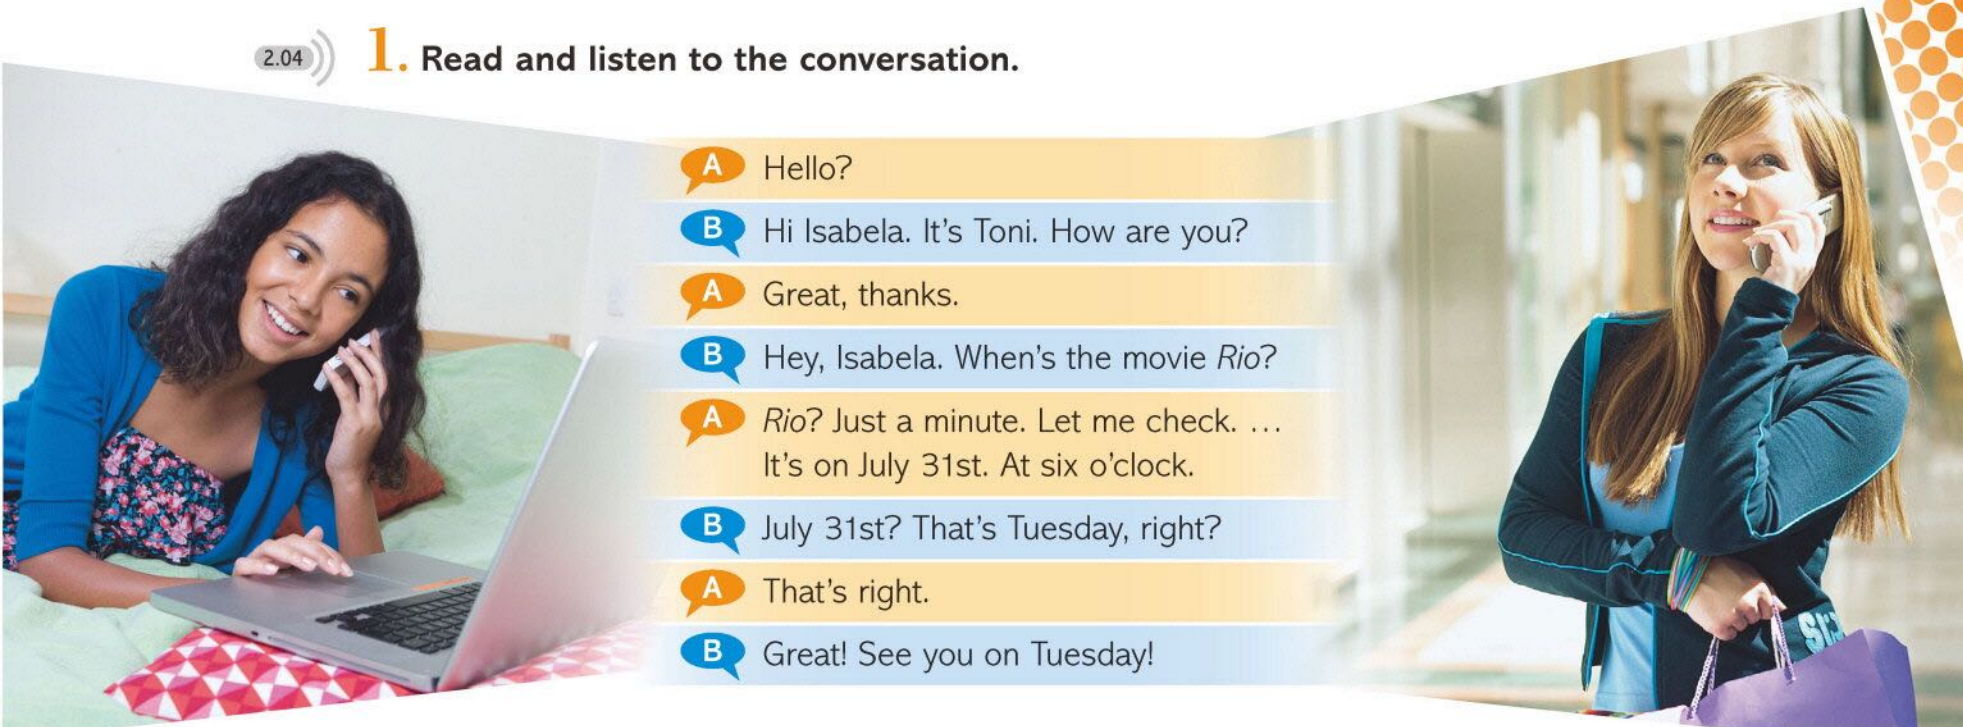 2.04
1. Read and listen to the conversation.
A Hello?
B Hi Isabela. It's Toni. How are you?
A Great, thanks.
B Hey, Isabela. When's the movie Rio?
A Rio? Just a minute. Let me check. ...
It's on July 31st. At six o'clock.
B July 31st? That's Tuesday, right?
A That's right.
B Great! See you on Tuesday!